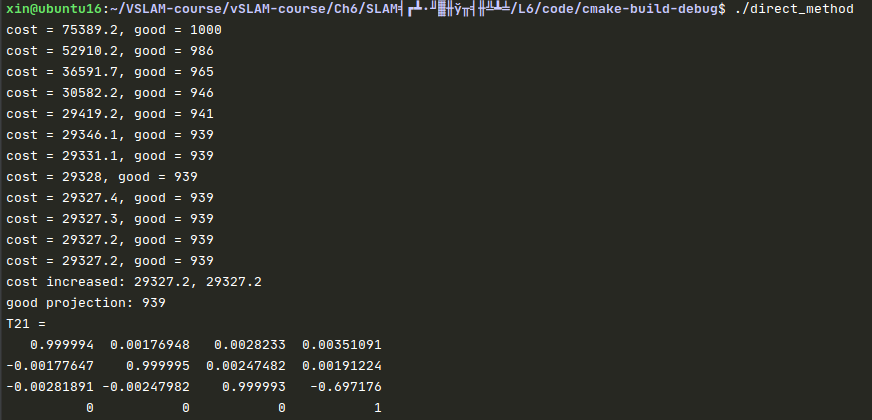 xin@ubuntu16:~/VSLAM-course/vSLAM-course/Ch6/SLAM╡┌┻·╜▓╫ў╥╡╫╩┻╧/L6/code/cmake-build-debug$ ./direct_method
cost = 75389.2, good = 1000
cost = 52910.2, good = 986
cost = 36591.7, good = 965
cost = 30582.2, good = 946
cost = 29419.2, good = 941
cost = 29346.1, good = 939
cost = 29331.1, good = 939
cost = 29328, good = 939
cost = 29327.4, good = 939
cost = 29327.3, good = 939
cost = 29327.2, good = 939
cost = 29327.2, good = 939
cost increased: 29327.2, 29327.2
good projection: 939
T21 =
0.999994 0.00176948 0.0028233 0.00351091
-0.00177647 0.999995 0.00247482 0.00191224
-0.00281891 -0.00247982 0.999993 -0.697176
0 0 0 1